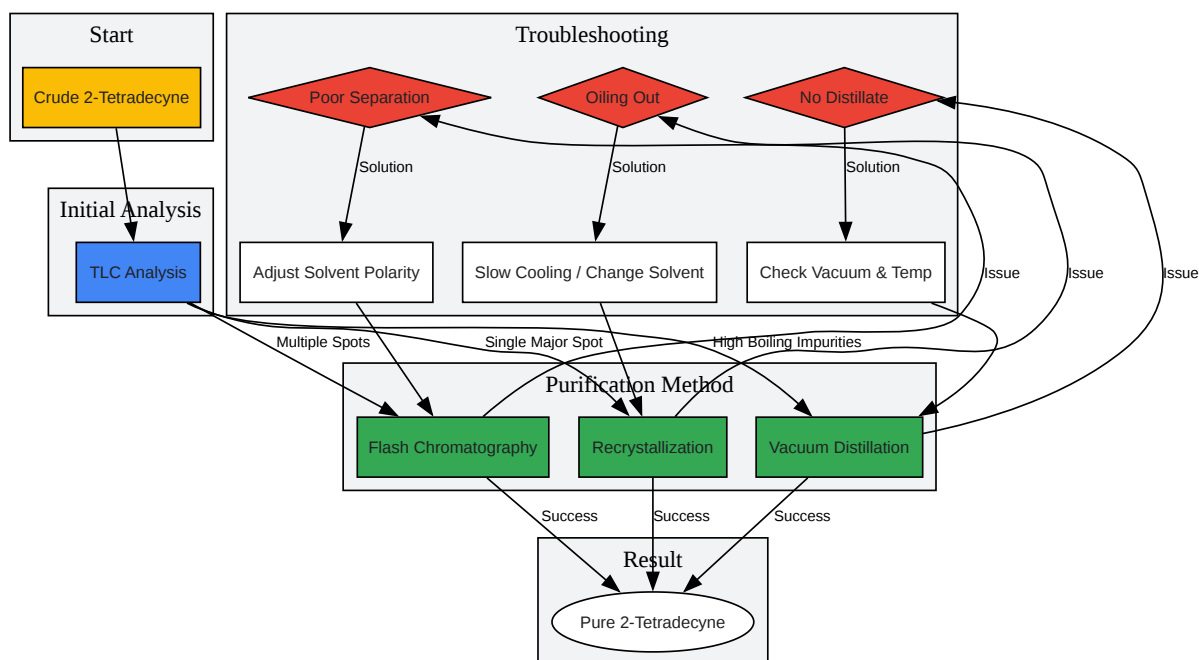 Start
Troubleshooting
Crude 2-Tetradecyne
Poor Separation
Oiling Out
No Distillate
Solution
Solution
Solution
Initial Analysis
TLC Analysis
Adjust Solvent Polarity
Slow Cooling / Change Solvent
Check Vacuum & Temp
Issue
Issue
Issue
Multiple Spots
Single Major Spot
High Boiling Impurities
Purification Method
Flash Chromatography
Recrystallization
Vacuum Distillation
Success
Success
Success
Result
Pure 2-Tetradecyne